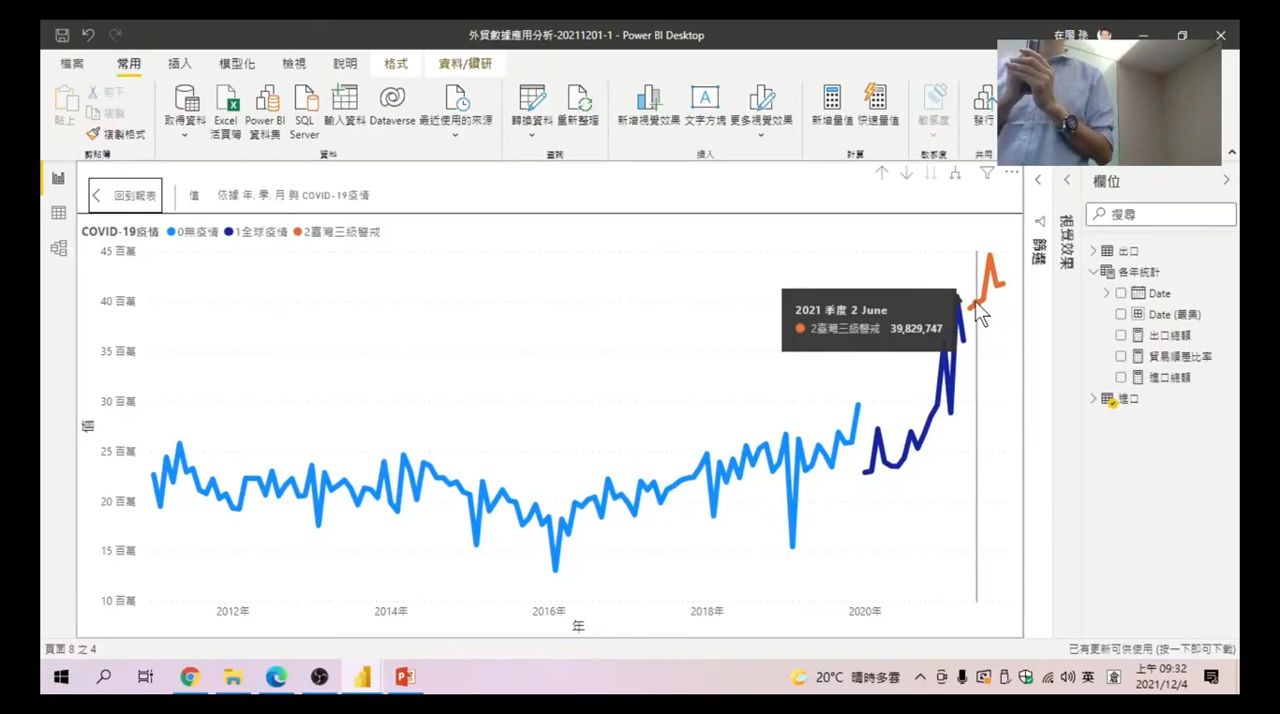 外貿數據應用分析-20211201-1 - Power BI Desktop
檔案 常用 插入 模型化 檢視 說明 格式 資料/鑽研
貼上
剪下
複製
複製格式
剪貼簿
取得資料
Excel 活頁簿
Power BI 資料集
SQL Server
輸入資料
Dataverse
最近使用的來源
資料
轉換資料
重新整理
查詢
新增視覺效果
文字方塊
更多視覺效果
插入
新增量值
快速量值
計算
敏感度
敏感度
發行
共用
回到報表
值 依據 年, 季, 月 與 COVID-19疫情
COVID-19疫情 0無疫情 1全球疫情 2臺灣三級警戒
45 百萬
40 百萬
35 百萬
30 百萬
25 百萬
20 百萬
15 百萬
10 百萬
值
2021 季度 2 June
2臺灣三級警戒 39,829,747
2012年 2014年 2016年 2018年 2020年
年
篩選
視覺效果
欄位
搜尋
出口
各年統計
Date
Date (叢集)
出口總額
貿易順差比率
進口總額
進口
頁面 8 之 4
已有更新可供使用 (按一下即可下載)
20°C 晴時多雲
英
倉
上午 09:32
2021/12/4